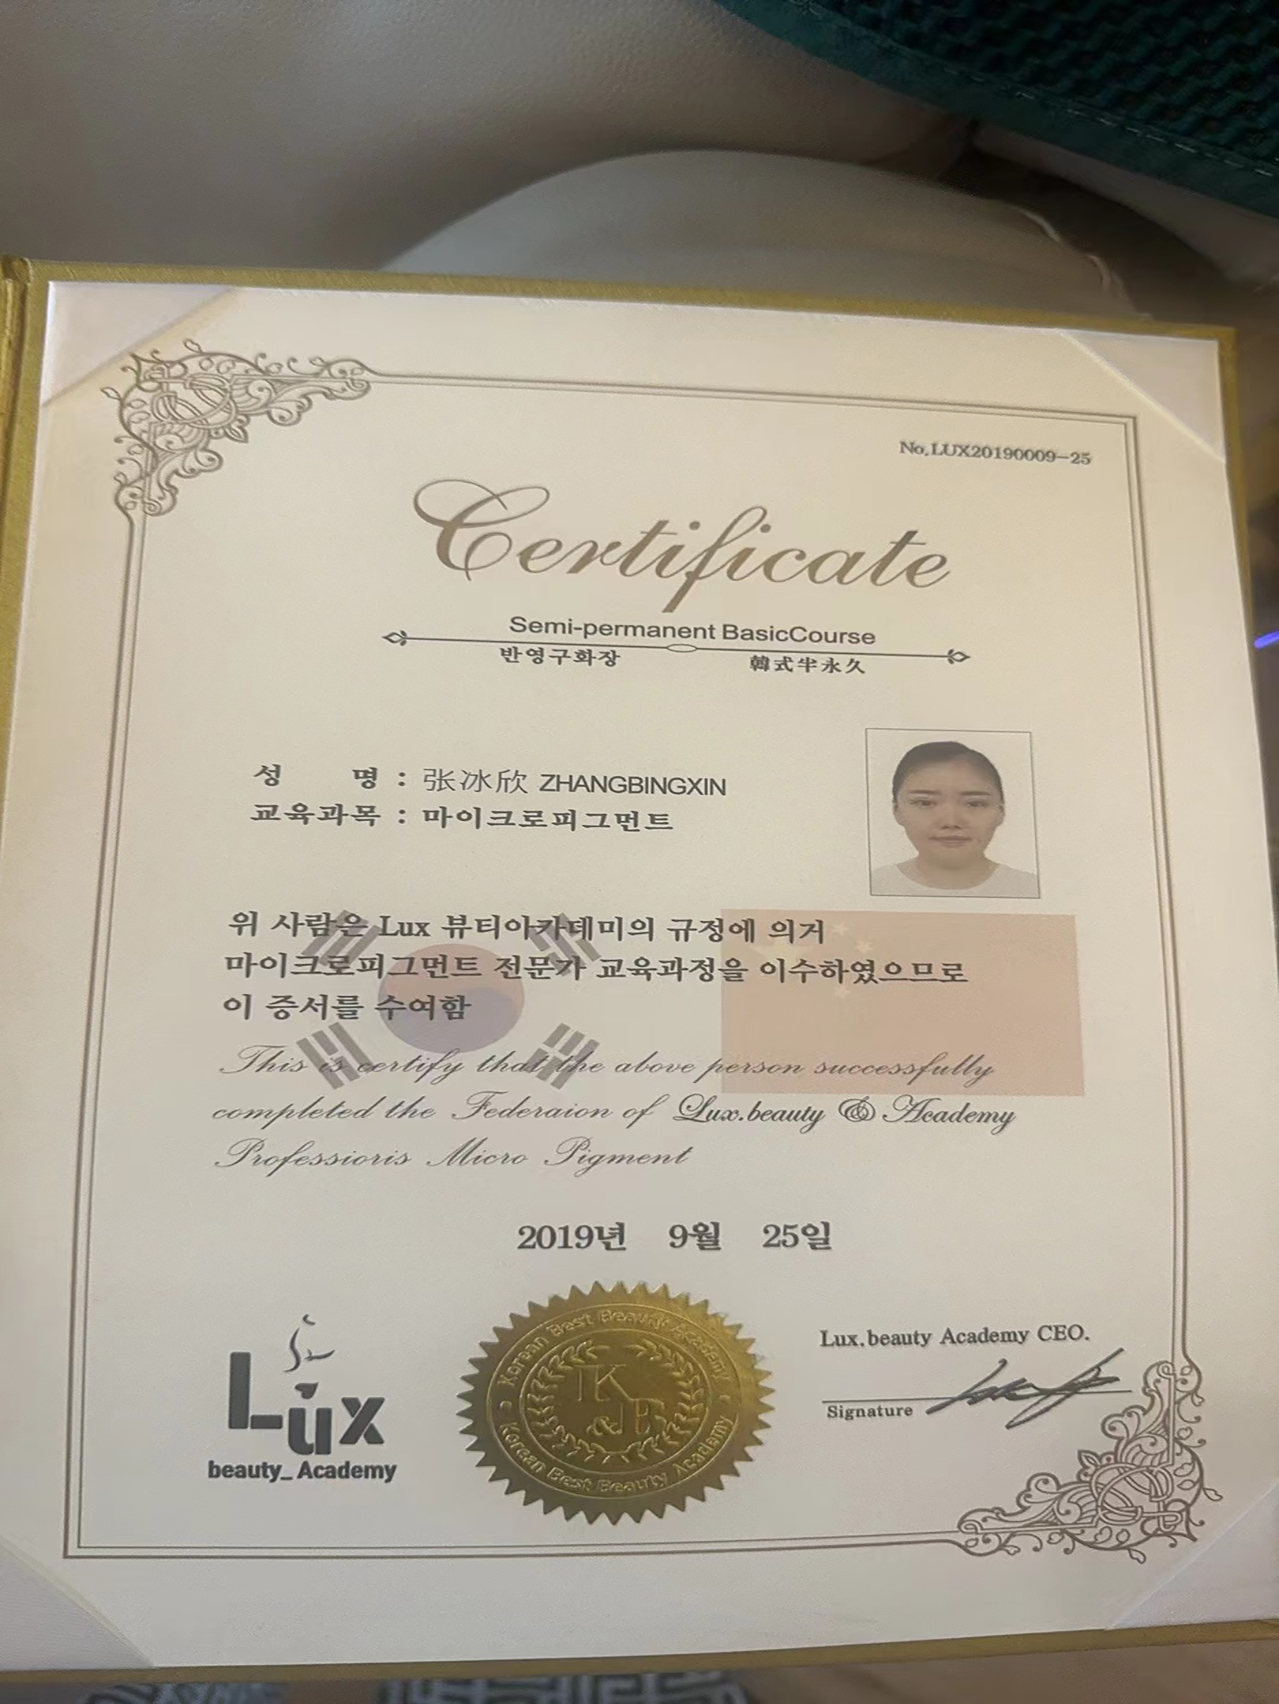 No.LUX20190009-25
Certificate
Semi-permanent BasicCourse
반영구화장 韓式半永久
성 명 : 张冰欣 ZHANGBINGXIN
교육과목 : 마이크로피그먼트
위 사람은 Lux 뷰티아카데미의 규정에 의거
마이크로피그먼트 전문가 교육과정을 이수하였으므로
이 증서를 수여함
This is certify that the above person successfully
completed the Federaion of Lux.beauty & Academy
Professioris Micro Pigment
2019년 9월 25일
Lux
beauty_Academy
Korean Best Beauty Academy
K&B
Korean Best Beauty Academy
Lux.beauty Academy CEO.
Signature